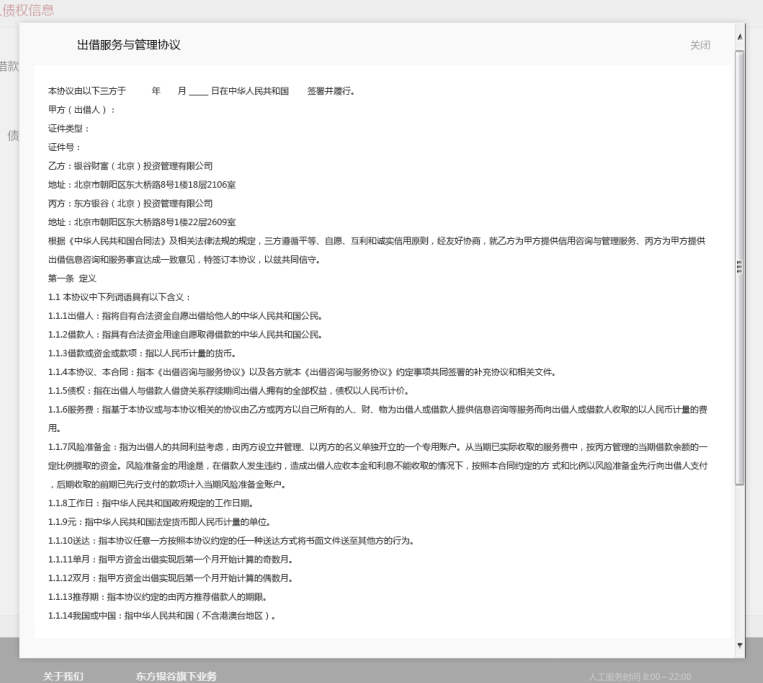 债权信息
出借服务与管理协议
关闭
借款
债
本协议由以下三方于 年 月 ____ 日在中华人民共和国 签署并履行。
甲方（出借人）：
证件类型：
证件号：
乙方：银谷财富（北京）投资管理有限公司
地址：北京市朝阳区东大桥路8号1楼18层2106室
丙方：东方银谷（北京）投资管理有限公司
地址：北京市朝阳区东大桥路8号1楼22层2609室
根据《中华人民共和国合同法》及相关法律法规的规定，三方遵循平等、自愿、互利和诚实信用原则，经友好协商，就乙方为甲方提供信用咨询与管理服务、丙方为甲方提供
出借信息咨询和服务事宜达成一致意见，特签订本协议，以兹共同信守。
第一条 定义
1.1 本协议中下列词语具有以下含义：
1.1.1出借人：指将自有合法资金自愿出借给他人的中华人民共和国公民。
1.1.2借款人：指具有合法资金用途自愿取得借款的中华人民共和国公民。
1.1.3借款或资金或款项：指以人民币计量的货币。
1.1.4本协议、本合同：指本《出借咨询与服务协议》以及各方就本《出借咨询与服务协议》约定事项共同签署的补充协议和相关文件。
1.1.5债权：指在出借人与借款人借贷关系存续期间出借人拥有的全部权益，债权以人民币计价。
1.1.6服务费：指基于本协议或与本协议相关的协议由乙方或丙方以自己所有的人、财、物为出借人或借款人提供信息咨询等服务而向出借人或借款人收取的以人民币计量的费
用。
1.1.7风险准备金：指为出借人的共同利益考虑，由丙方设立并管理、以丙方的名义单独开立的一个专用账户。从当期已实际收取的服务费中，按丙方管理的当期借款余额的一
定比例提取的资金。风险准备金的用途是，在借款人发生违约，造成出借人应收本金和利息不能收取的情况下，按照本合同约定的方 式和比例以风险准备金先行向出借人支付
，后期收取的前期已先行支付的款项计入当期风险准备金账户。
1.1.8工作日：指中华人民共和国政府规定的工作日期。
1.1.9元：指中华人民共和国法定货币即人民币计量的单位。
1.1.10送达：指本协议任意一方按照本协议约定的任一种送达方式将书面文件送至其他方的行为。
1.1.11单月：指甲方资金出借实现后第一个月开始计算的奇数月。
1.1.12双月：指甲方资金出借实现后第一个月开始计算的偶数月。
1.1.13推荐期：指本协议约定的由丙方推荐借款人的期限。
1.1.14我国或中国：指中华人民共和国（不含港澳台地区）。
关于我们 东方银谷旗下业务 人工服务时间 8:00～22:00